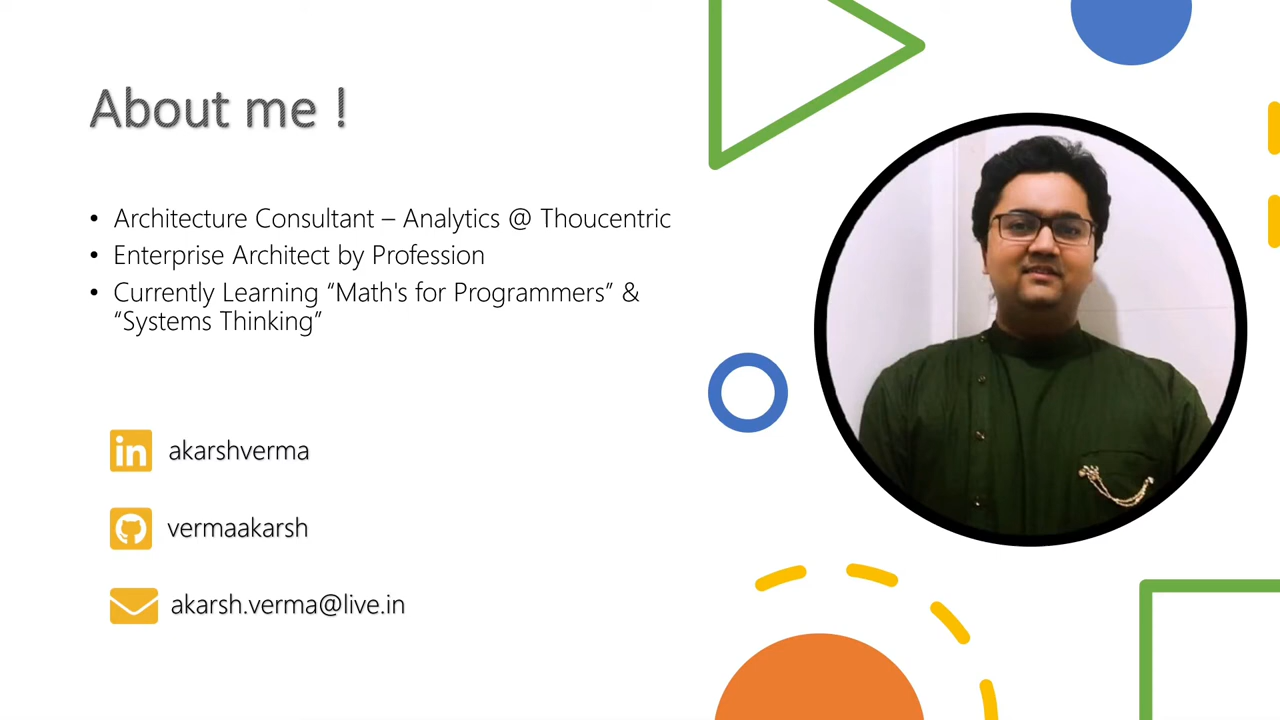 About me !
• Architecture Consultant – Analytics @ Thoucentric
• Enterprise Architect by Profession
• Currently Learning “Math's for Programmers” &
“Systems Thinking”
in akarshverma
vermaakarsh
akarsh.verma@live.in